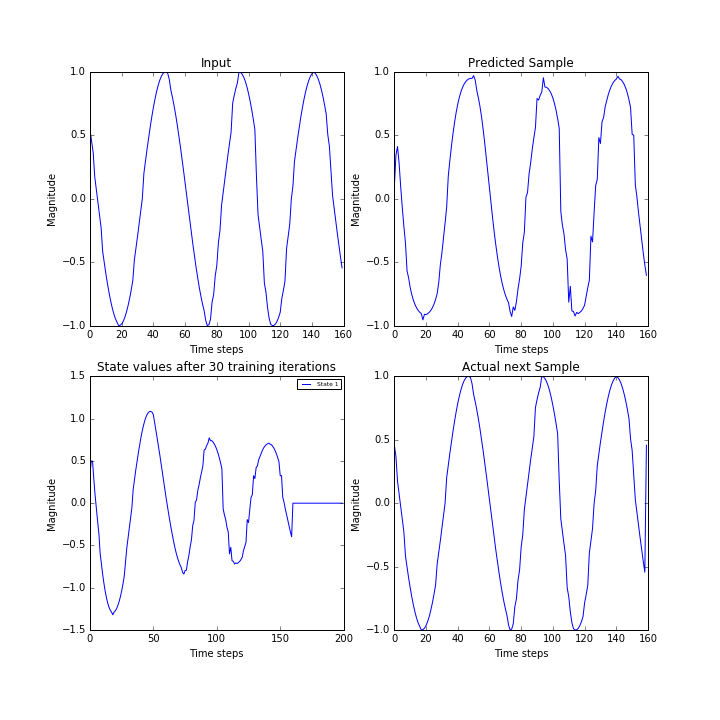 Input
Magnitude
1.0
0.5
0.0
−0.5
−1.0
0 20 40 60 80 100 120 140 160
Time steps
Predicted Sample
Magnitude
1.0
0.5
0.0
−0.5
−1.0
0 20 40 60 80 100 120 140 160
Time steps
State values after 30 training iterations
Magnitude
1.5
1.0
0.5
0.0
−0.5
−1.0
−1.5
State 1
0 50 100 150 200
Time steps
Actual next Sample
Magnitude
1.0
0.5
0.0
−0.5
−1.0
0 20 40 60 80 100 120 140 160
Time steps